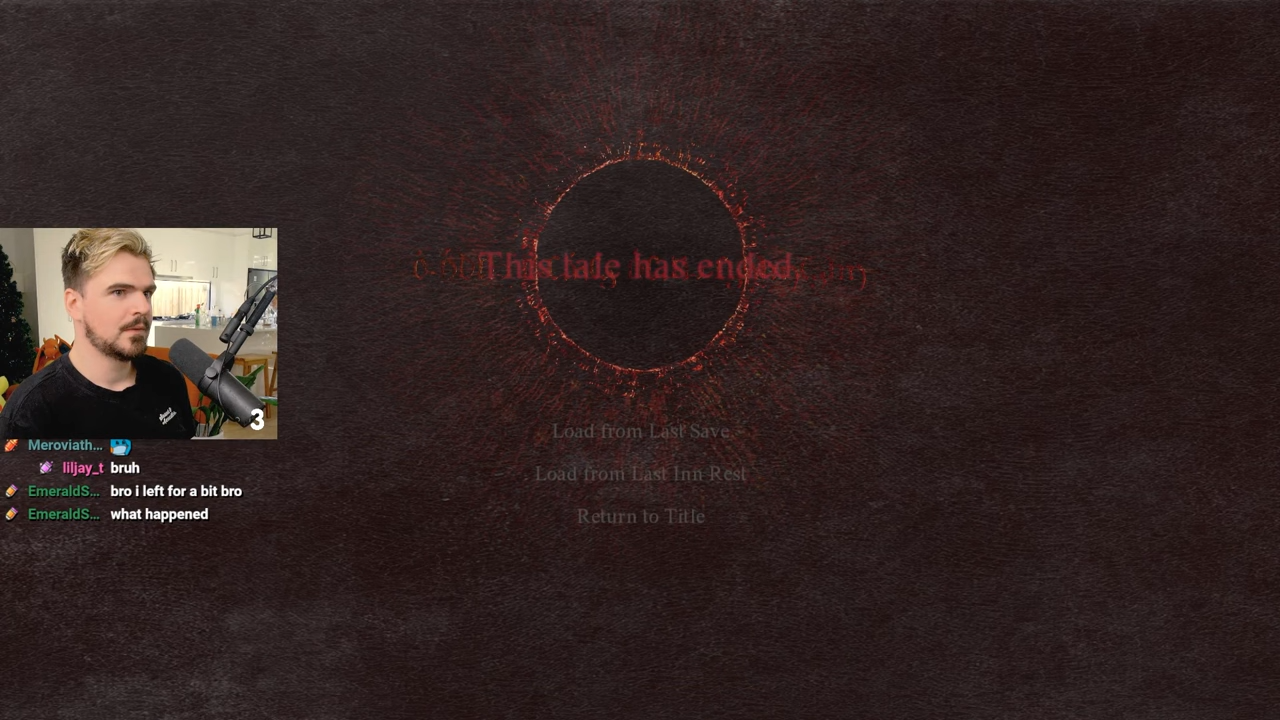 This tale has ended
Load from Last Save
Load from Last Inn Rest
Return to Title
3
Meroviath...
liljay_t bruh
EmeraldS... bro i left for a bit bro
EmeraldS... what happened